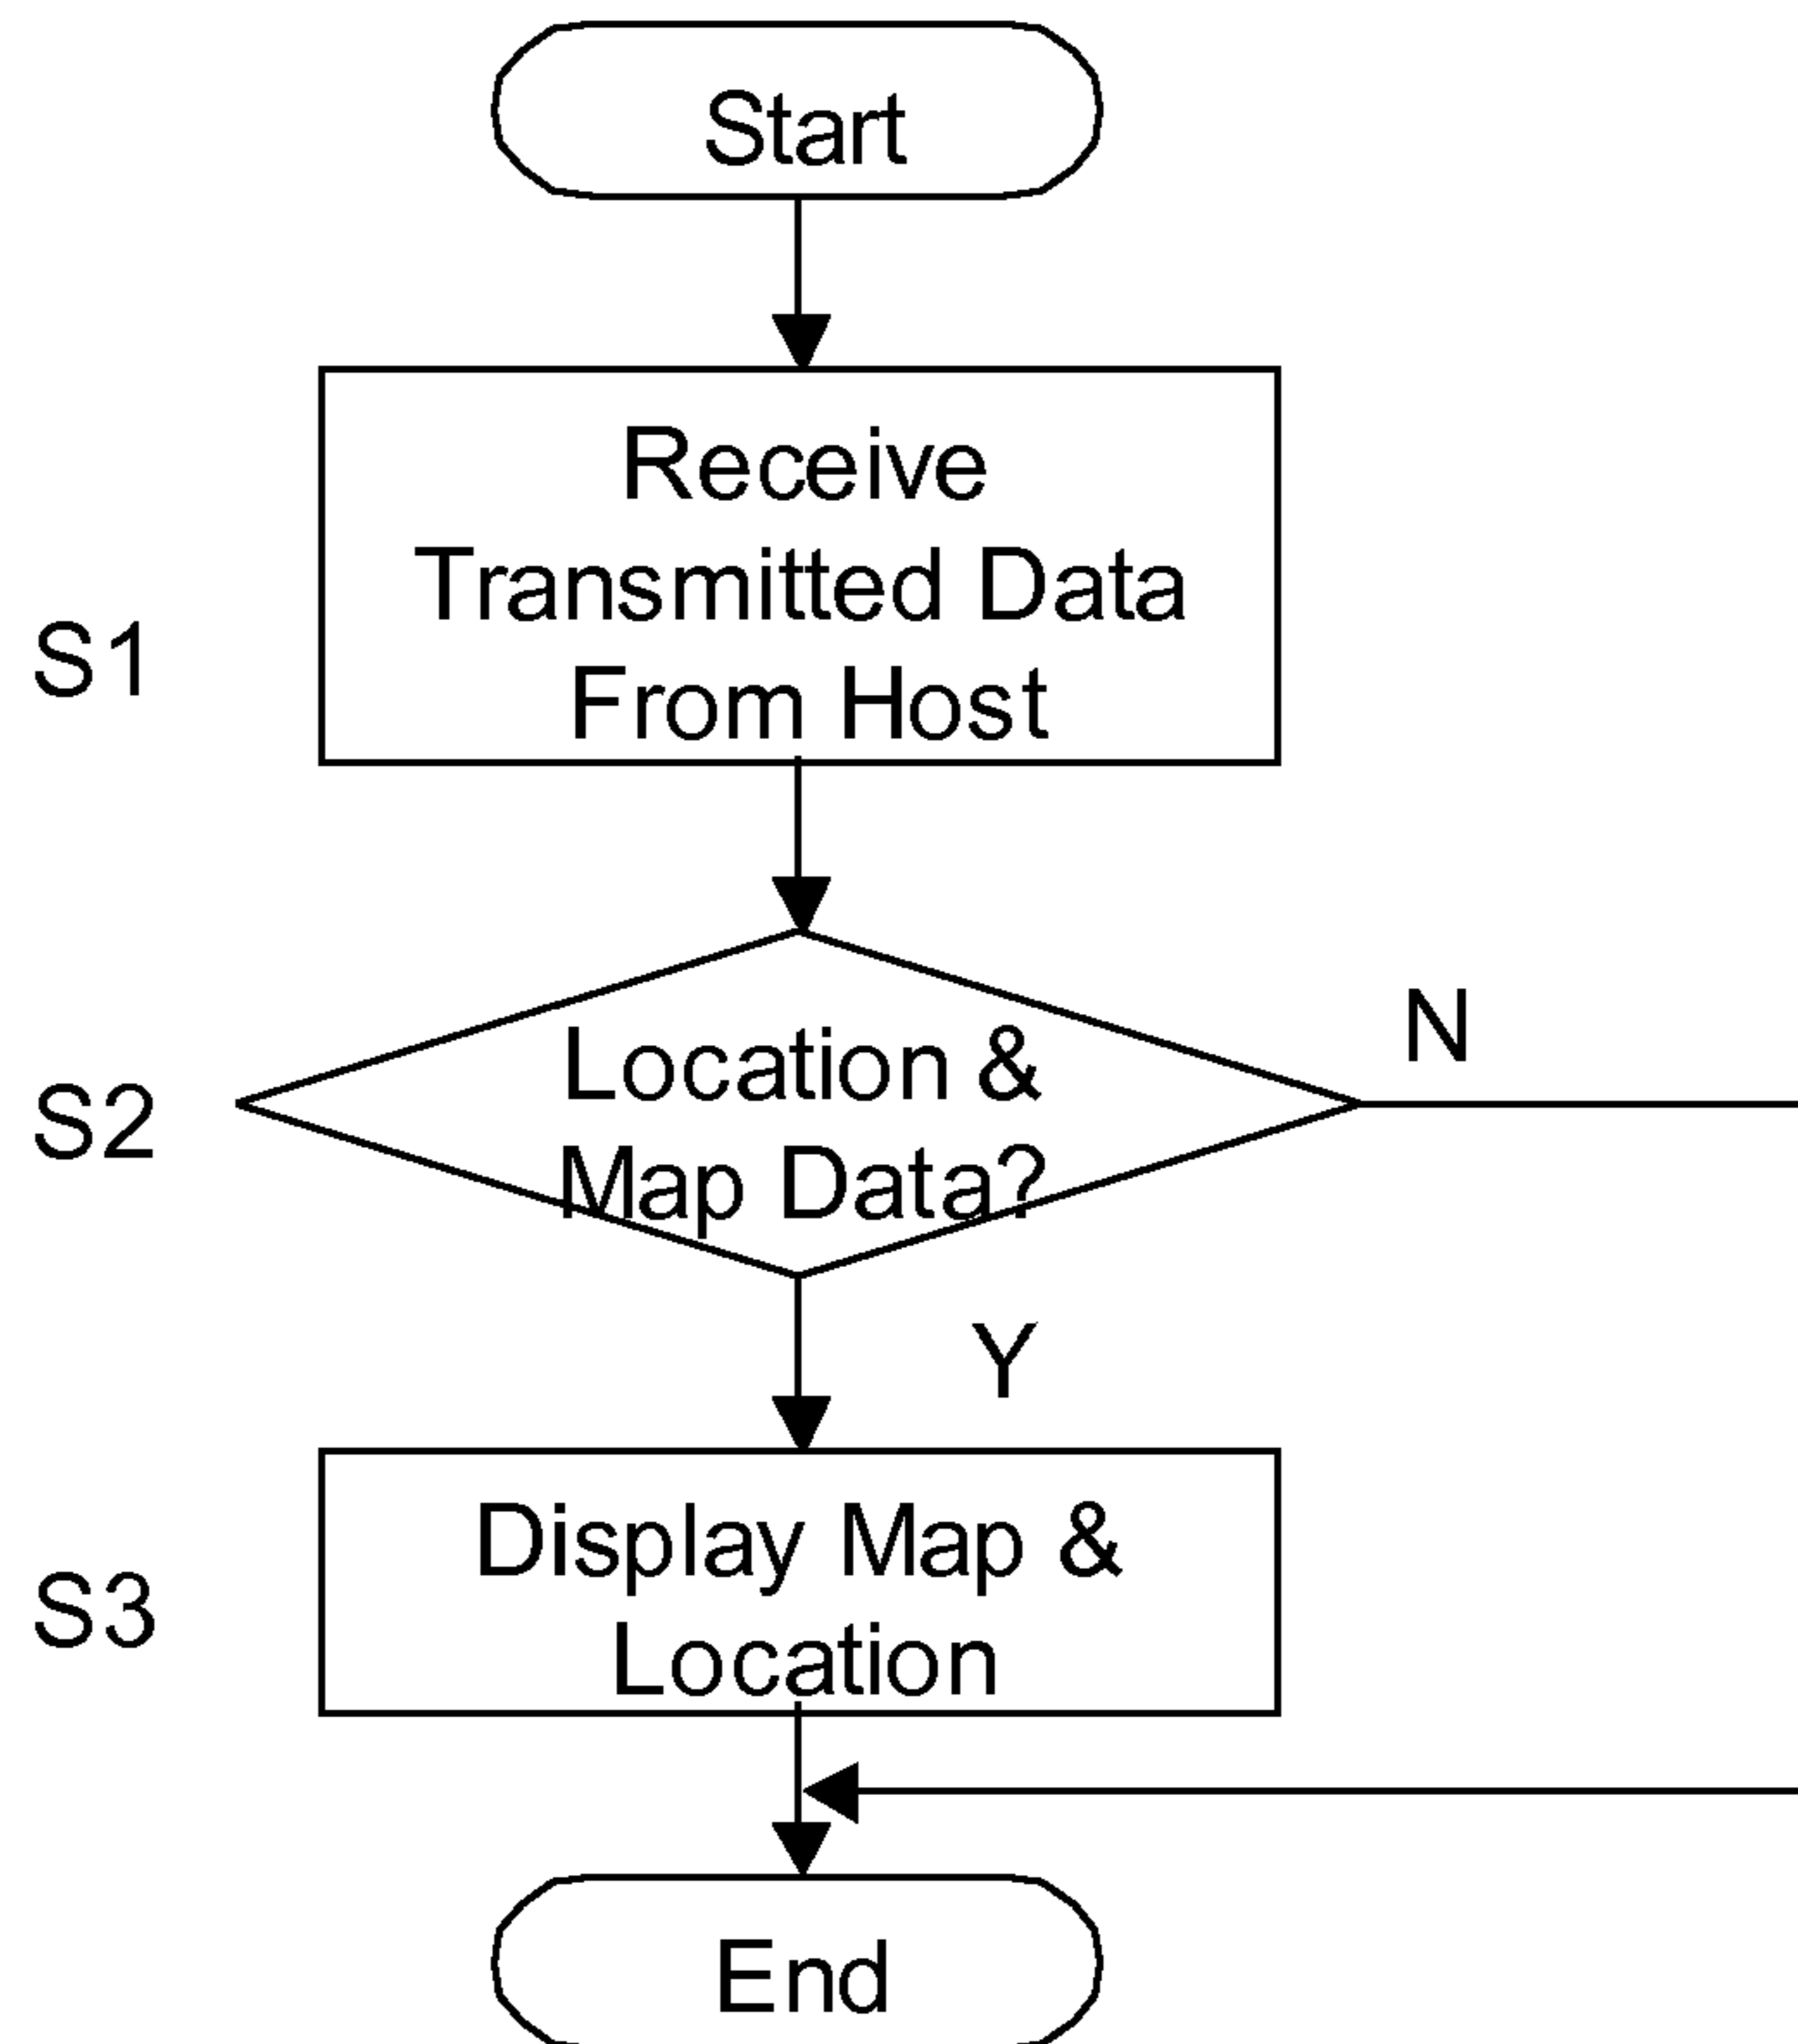 Start
Receive
Transmitted Data
From Host
S1
Location &
Map Data?
N
S2
Y
Display Map &
Location
S3
End